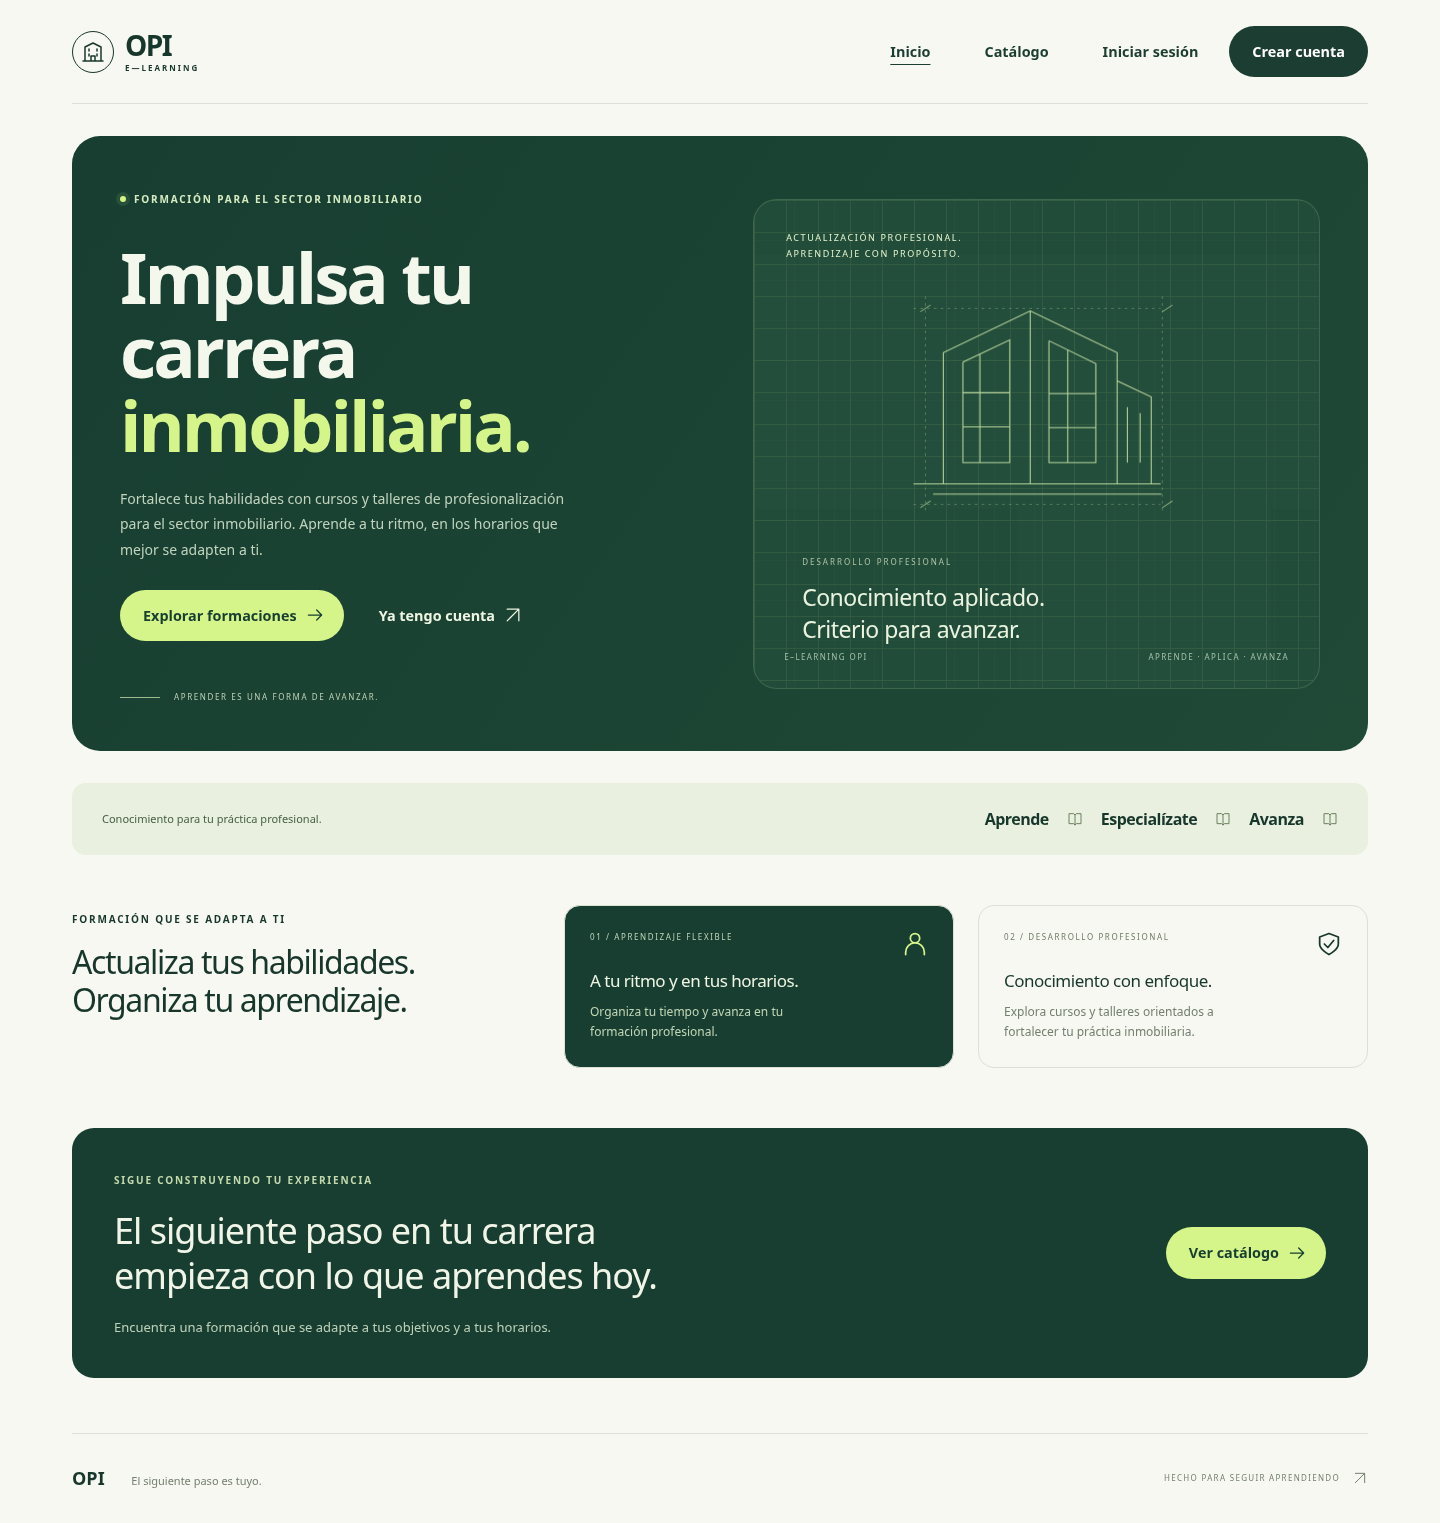 OPI
E—LEARNING
Inicio
Catálogo
Iniciar sesión
Crear cuenta
FORMACIÓN PARA EL SECTOR INMOBILIARIO
Impulsa tu
carrera
inmobiliaria.
Fortalece tus habilidades con cursos y talleres de profesionalización
para el sector inmobiliario. Aprende a tu ritmo, en los horarios que
mejor se adapten a ti.
Explorar formaciones
Ya tengo cuenta
APRENDER ES UNA FORMA DE AVANZAR.
ACTUALIZACIÓN PROFESIONAL.
APRENDIZAJE CON PROPÓSITO.
DESARROLLO PROFESIONAL
Conocimiento aplicado.
Criterio para avanzar.
E–LEARNING OPI
APRENDE · APLICA · AVANZA
Conocimiento para tu práctica profesional.
Aprende
Especialízate
Avanza
FORMACIÓN QUE SE ADAPTA A TI
Actualiza tus habilidades.
Organiza tu aprendizaje.
01 / APRENDIZAJE FLEXIBLE
A tu ritmo y en tus horarios.
Organiza tu tiempo y avanza en tu
formación profesional.
02 / DESARROLLO PROFESIONAL
Conocimiento con enfoque.
Explora cursos y talleres orientados a
fortalecer tu práctica inmobiliaria.
SIGUE CONSTRUYENDO TU EXPERIENCIA
El siguiente paso en tu carrera
empieza con lo que aprendes hoy.
Encuentra una formación que se adapte a tus objetivos y a tus horarios.
Ver catálogo
OPI
El siguiente paso es tuyo.
HECHO PARA SEGUIR APRENDIENDO